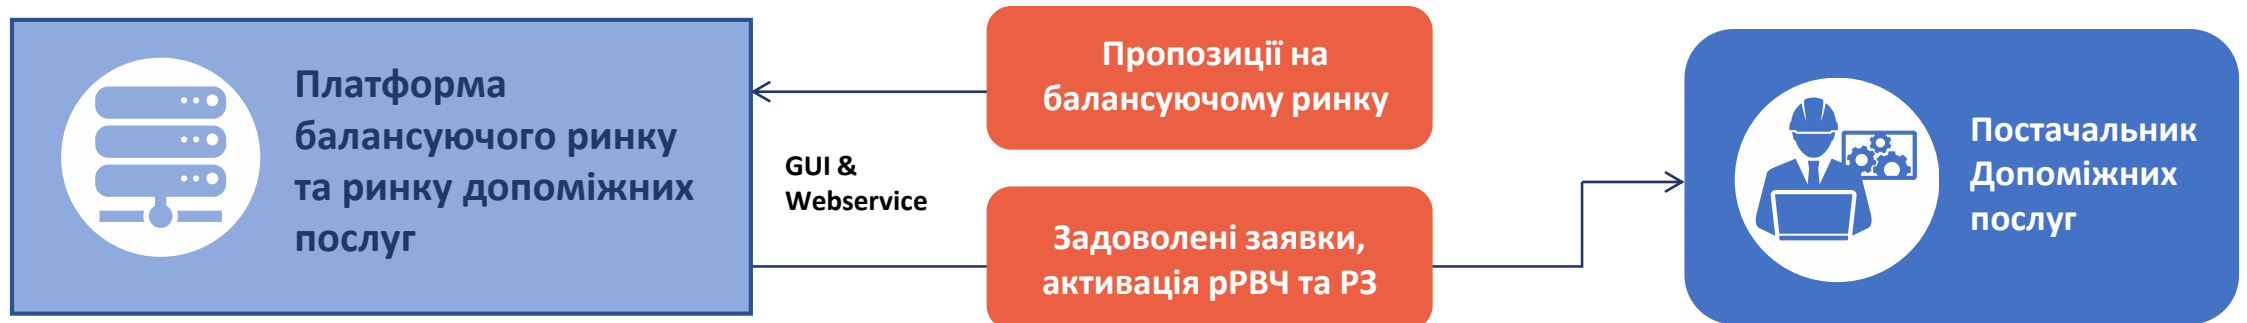 Платформа
балансуючого ринку
та ринку допоміжних
послуг
Пропозиції на
балансуючому ринку
GUI &
Webservice
Задоволені заявки,
активація рРВЧ та РЗ
Постачальник
Допоміжних
послуг